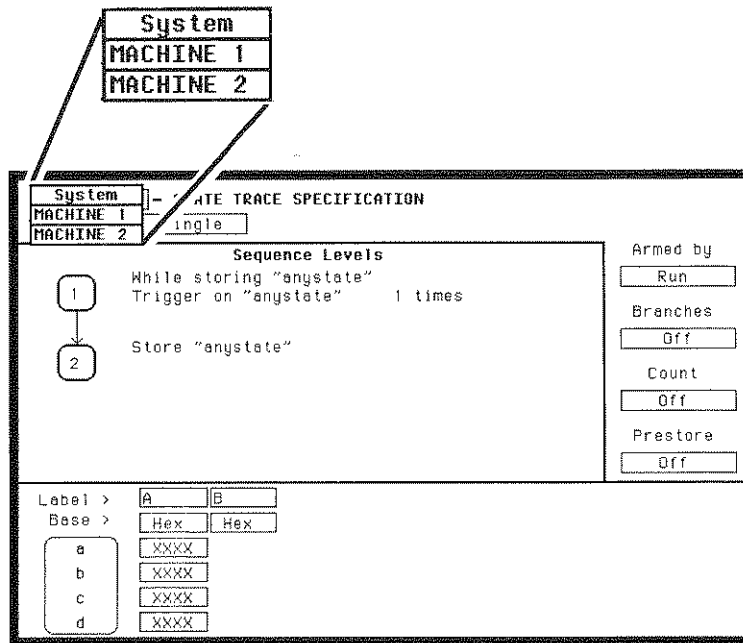 System
MACHINE 1
MACHINE 2
System
MACHINE 1
MACHINE 2
TRACE SPECIFICATION
Sequence Levels
1
While storing "anystate"
Trigger on "anystate" 1 times
2
Store "anystate"
Armed by
Run
Branches
Off
Count
Off
Prestore
Off
Label > A B
Base > Hex Hex
a XXXX
b XXXX
c XXXX
d XXXX